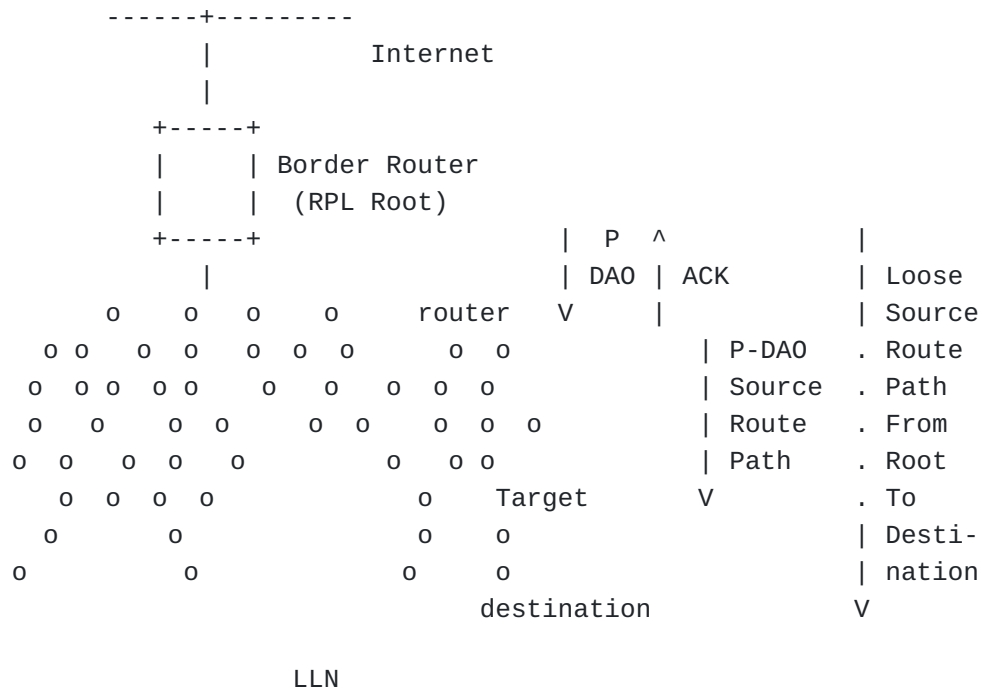 ------+---------
|          Internet
|
+-----+
|     | Border Router
|     |  (RPL Root)
+-----+                   |  P  ^            |
|                      | DAO | ACK         | Loose
o    o   o    o     router   V     |            | Source
o o   o  o   o  o  o      o  o            | P-DAO   . Route
o  o o  o o    o   o   o  o  o             | Source  . Path
o   o    o  o     o  o    o  o  o          | Route   . From
o  o   o  o   o         o   o o             | Path    . Root
o  o  o  o             o    Target       V         . To
o       o               o    o                      | Desti-
o          o             o     o                      | nation
destination             V
LLN